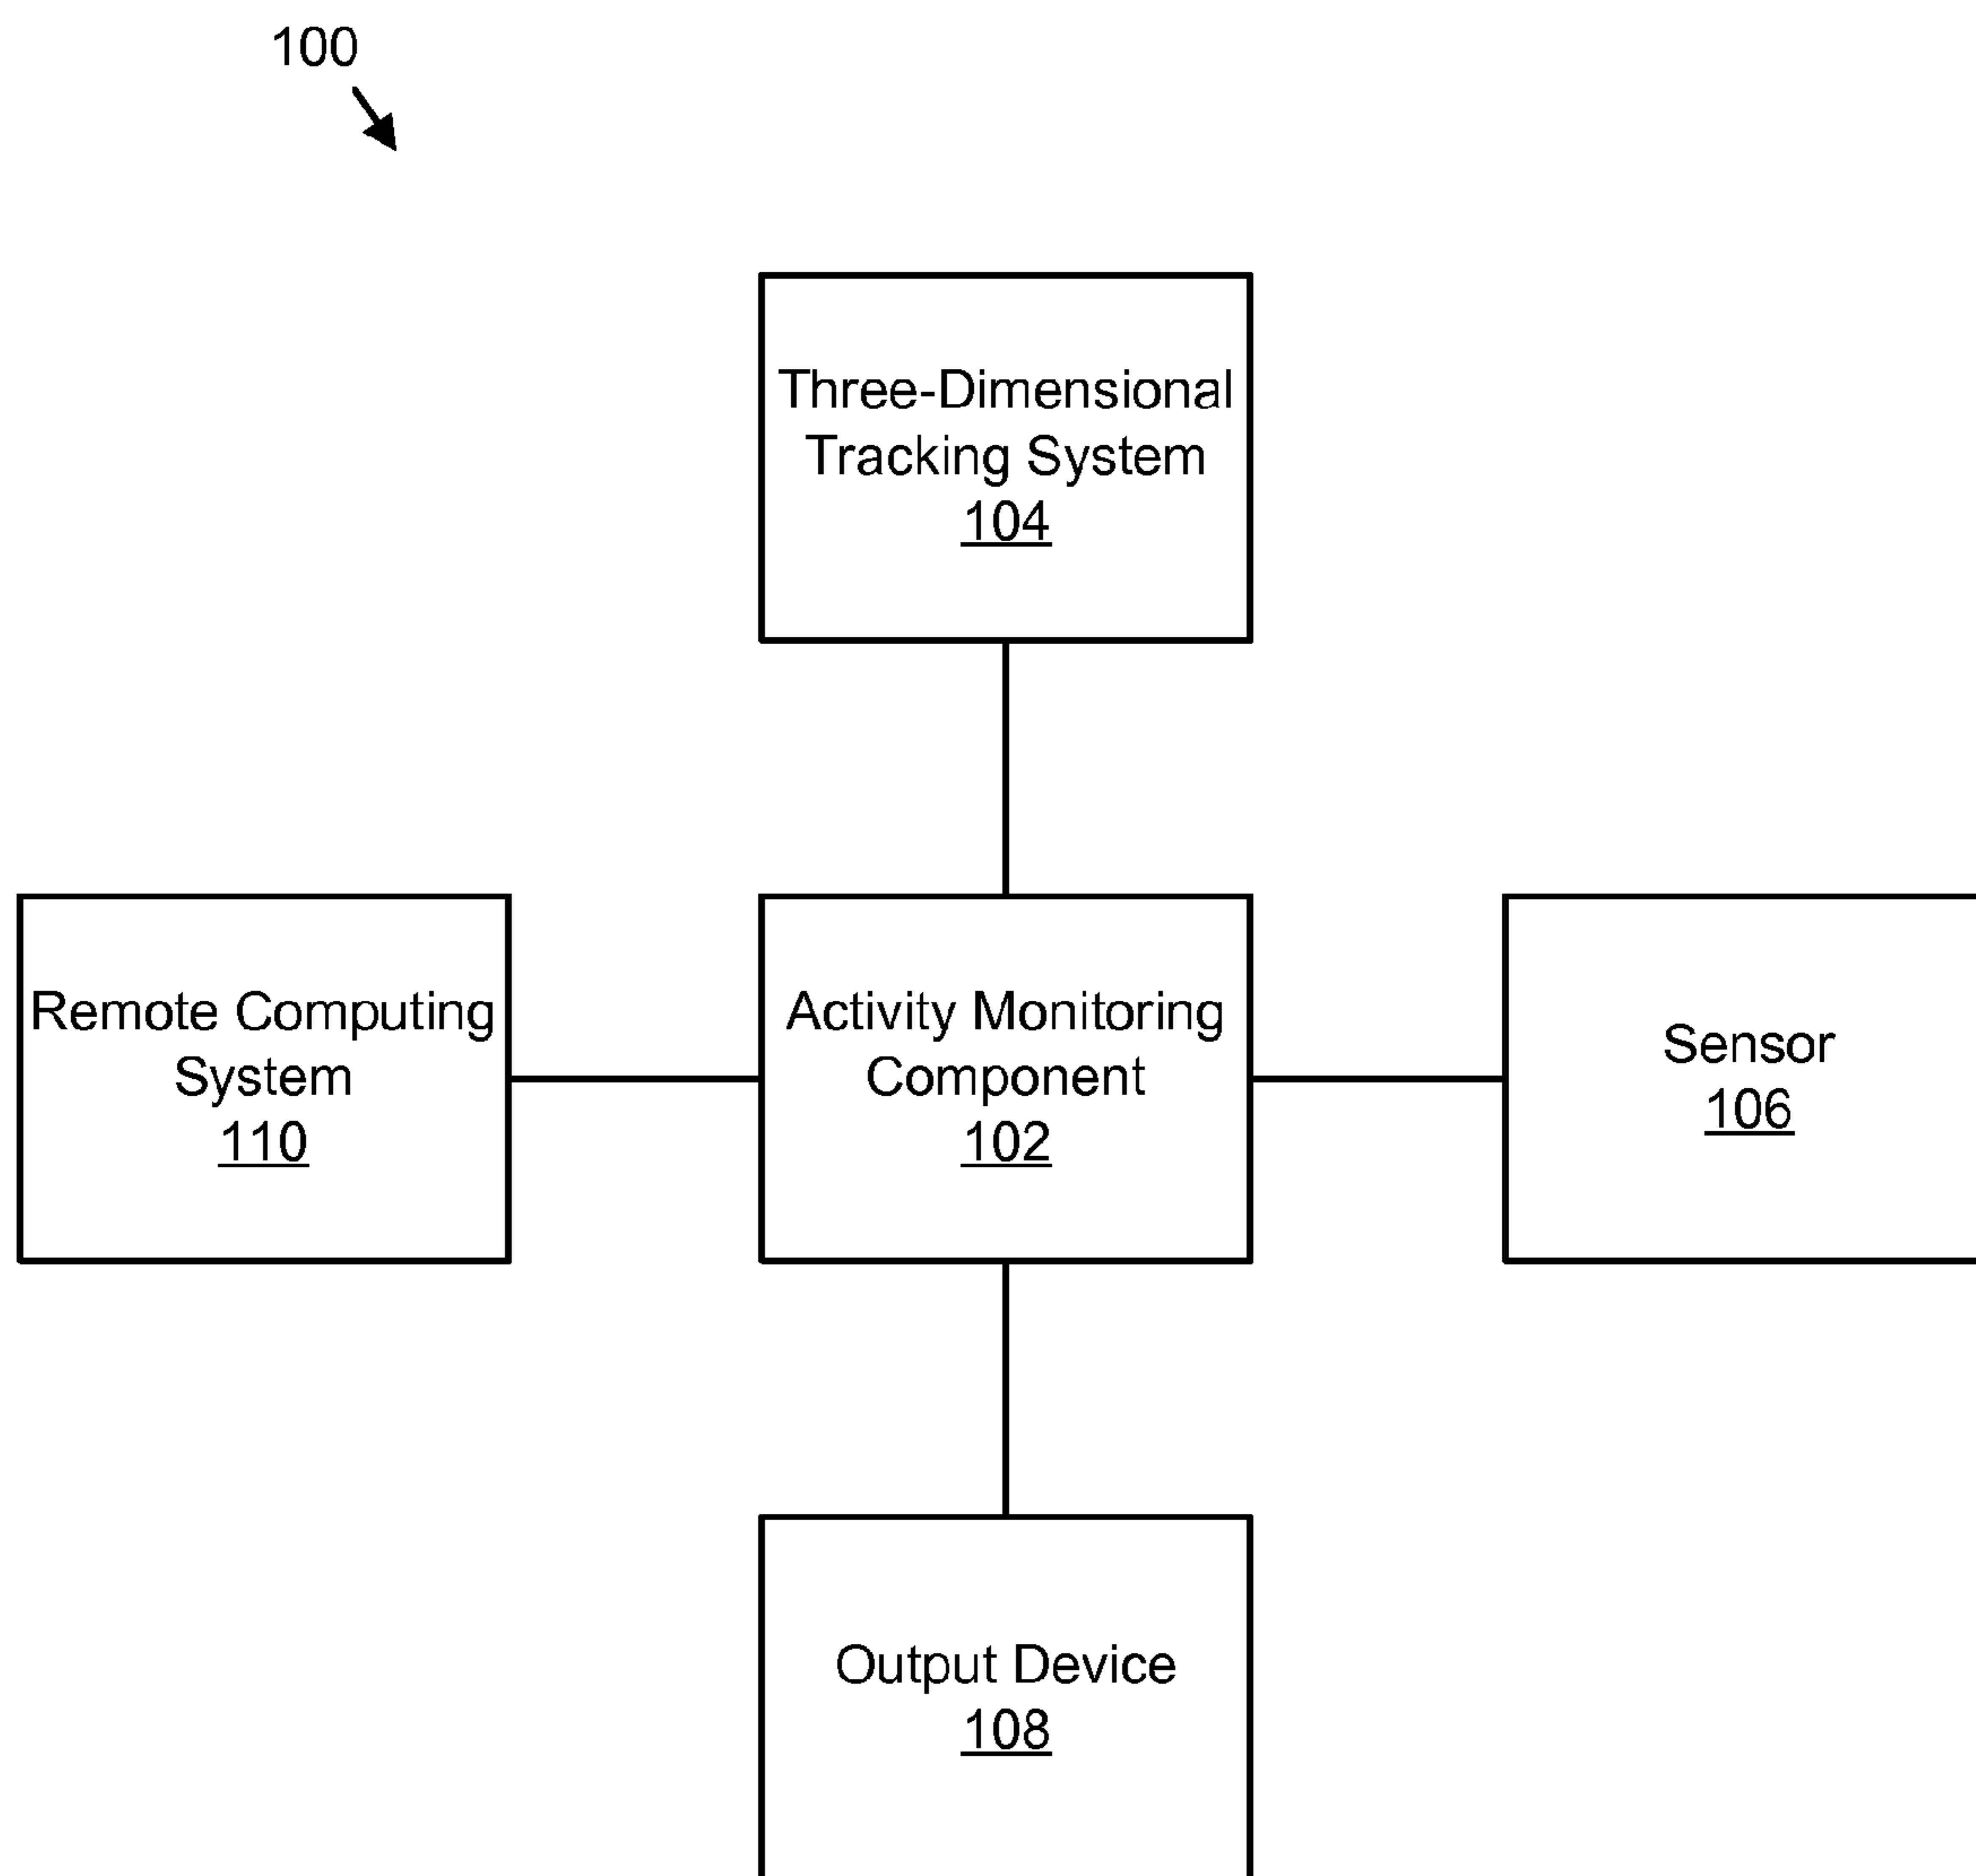 100
Three-Dimensional
Tracking System
104
Remote Computing
System
110
Activity Monitoring
Component
102
Sensor
106
Output Device
108